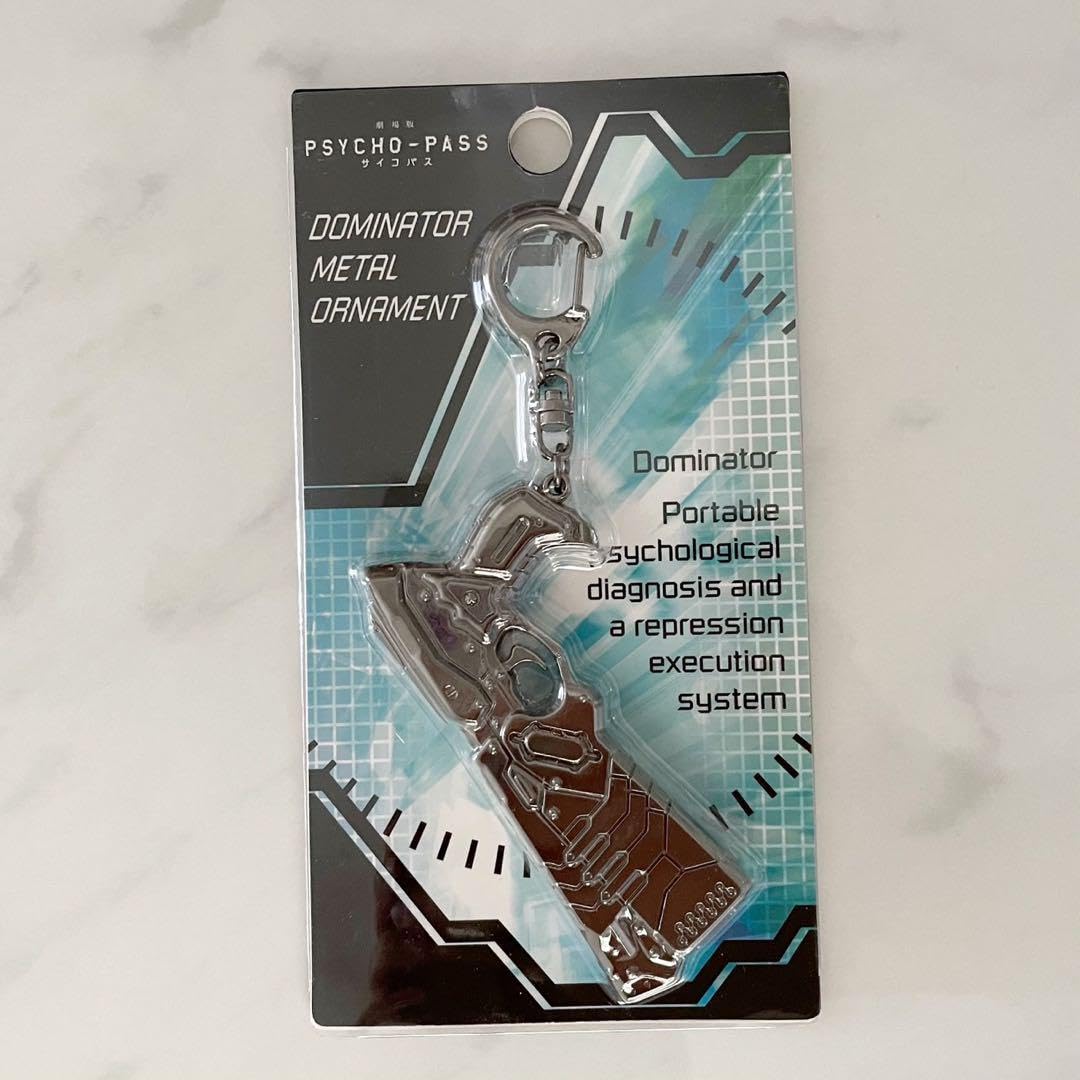 劇場版
PSYCHO-PASS
サイコパス
DOMINATOR
METAL
ORNAMENT
Dominator
Portable
sychological
diagnosis and
a repression
execution
system